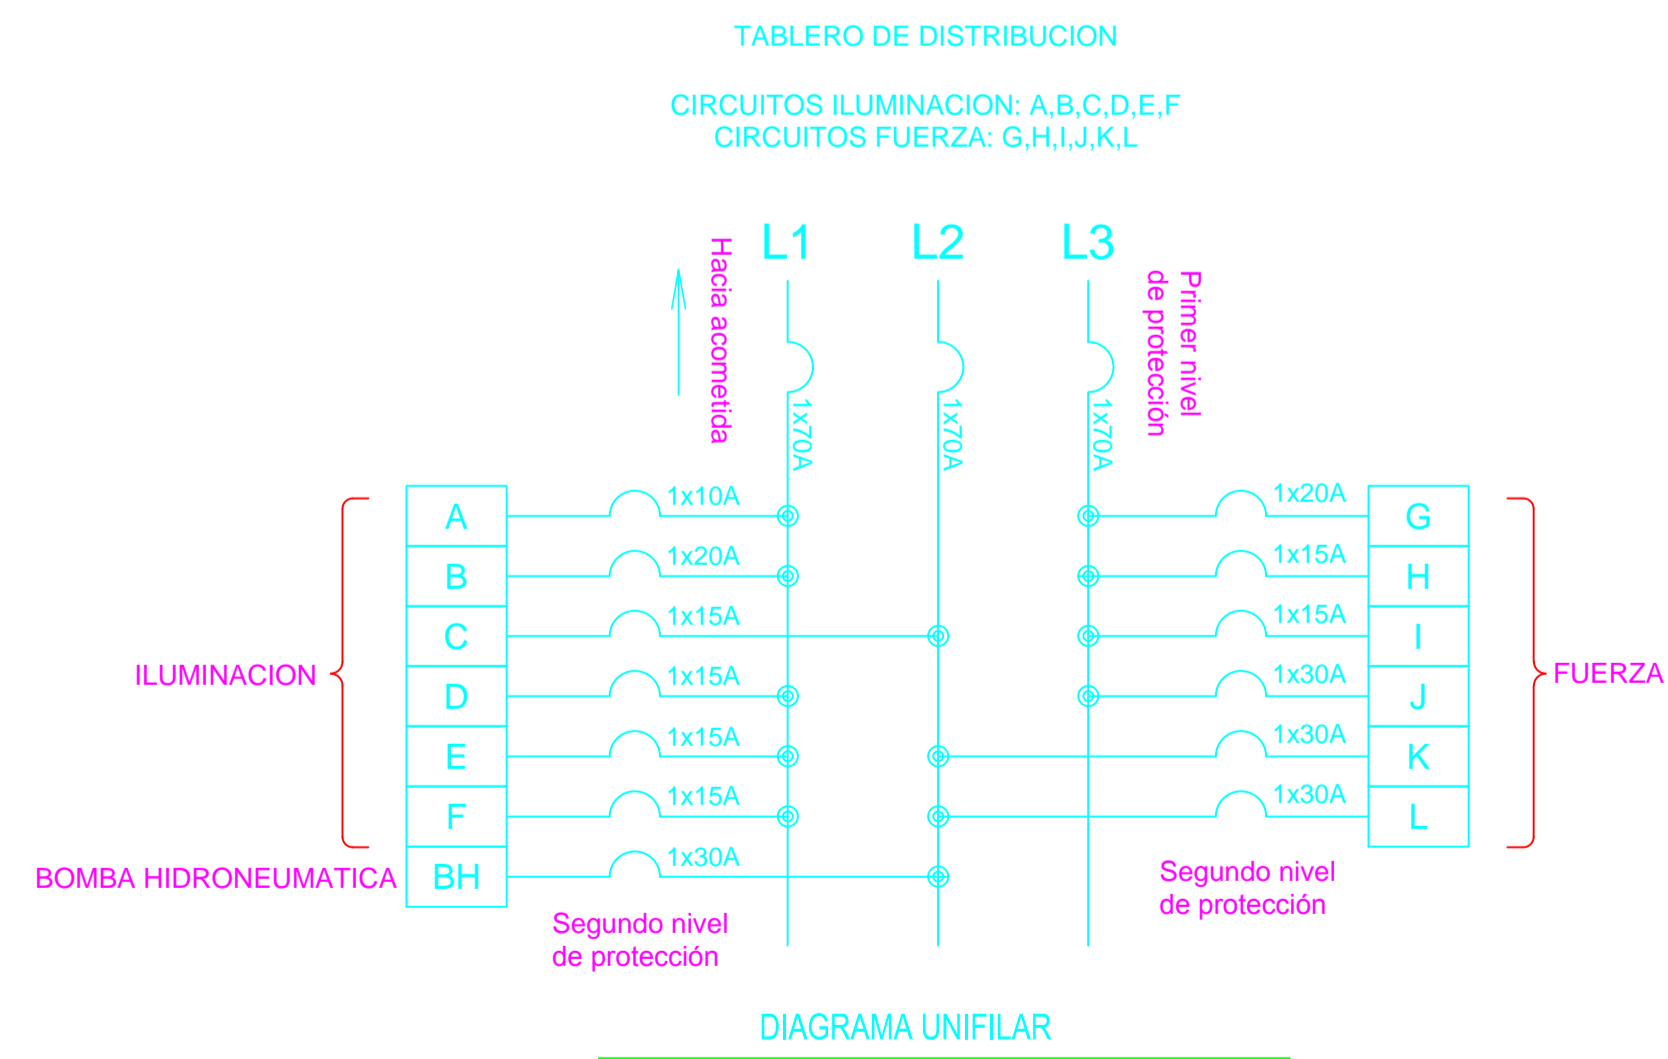 TABLERO DE DISTRIBUCION
CIRCUITOS ILUMINACION: A,B,C,D,E,F
CIRCUITOS FUERZA: G,H,I,J,K,L
L1
L2
L3
Hacia acometida
Primer nivel
de protección
1x70A
1x70A
1x70A
A
1x10A
1x20A
G
B
1x20A
1x15A
H
C
1x15A
1x15A
I
ILUMINACION
FUERZA
D
1x15A
1x30A
J
E
1x15A
1x30A
K
F
1x15A
1x30A
L
BOMBA HIDRONEUMATICA
BH
1x30A
Segundo nivel
de protección
Segundo nivel
de protección
DIAGRAMA UNIFILAR